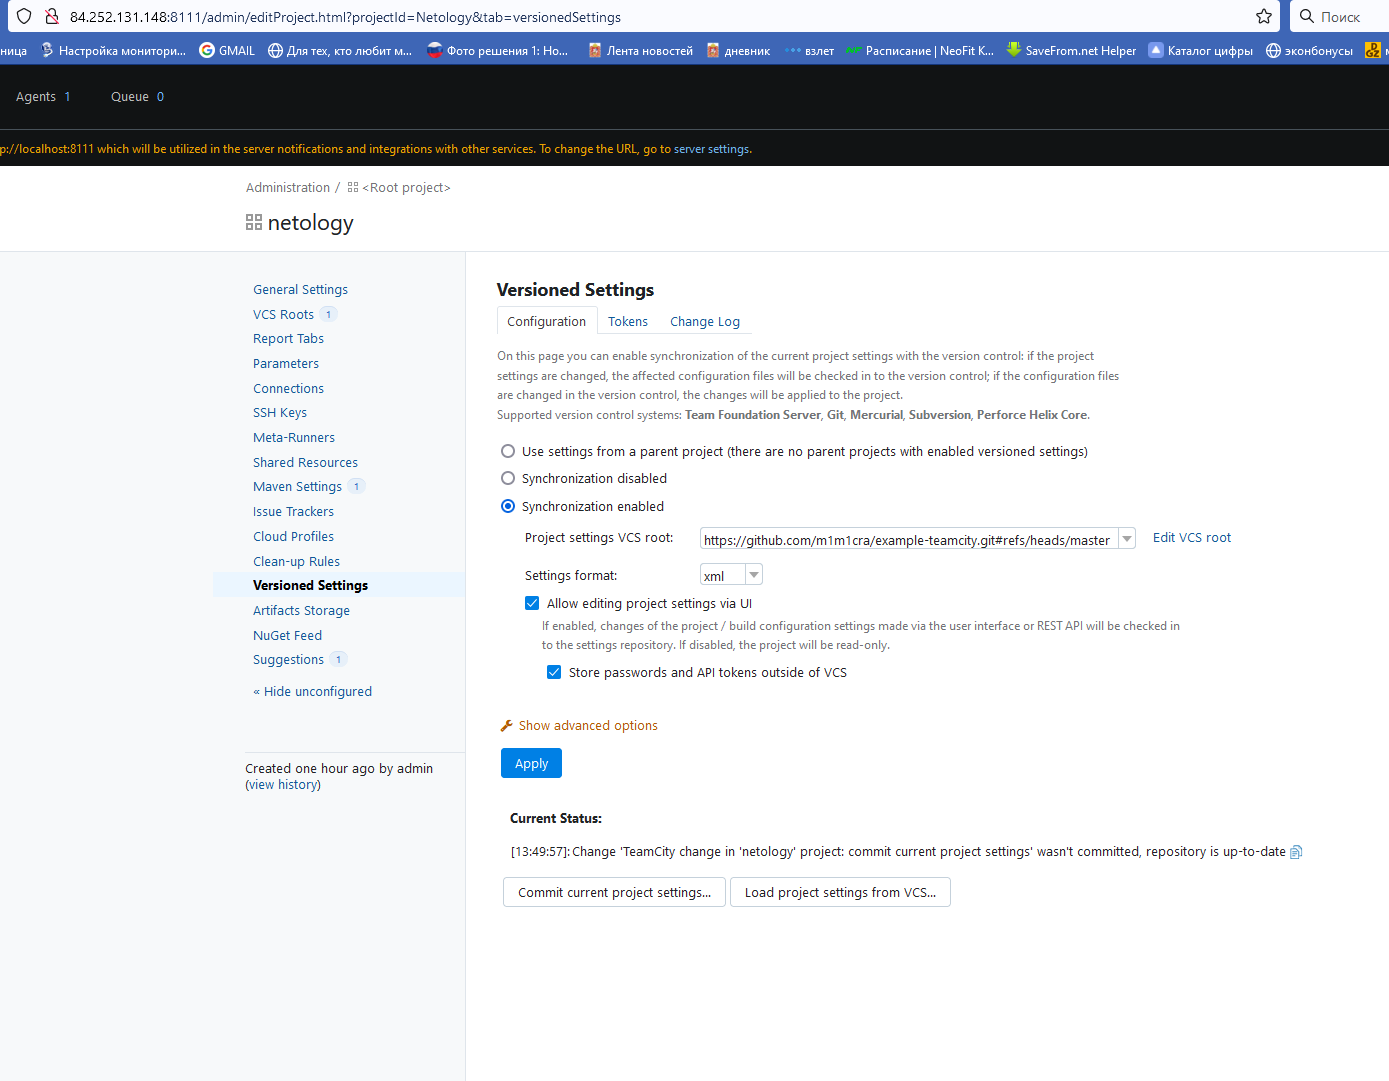 84.252.131.148:8111/admin/editProject.html?projectId=Netology&tab=versionedSettings
Поиск
ница Настройка монитори... GMAIL Для тех, кто любит м... Фото решения 1: Но... Лента новостей дневник взлет Расписание | NeoFit К... SaveFrom.net Helper Каталог цифры эконбонусы
Agents 1 Queue 0
p://localhost:8111 which will be utilized in the server notifications and integrations with other services. To change the URL, go to server settings.
Administration / <Root project>
netology
General Settings
VCS Roots 1
Report Tabs
Parameters
Connections
SSH Keys
Meta-Runners
Shared Resources
Maven Settings 1
Issue Trackers
Cloud Profiles
Clean-up Rules
Versioned Settings
Artifacts Storage
NuGet Feed
Suggestions 1
« Hide unconfigured
Created one hour ago by admin
(view history)
Versioned Settings
Configuration Tokens Change Log
On this page you can enable synchronization of the current project settings with the version control: if the project
settings are changed, the affected configuration files will be checked in to the version control; if the configuration files
are changed in the version control, the changes will be applied to the project.
Supported version control systems: Team Foundation Server, Git, Mercurial, Subversion, Perforce Helix Core.
Use settings from a parent project (there are no parent projects with enabled versioned settings)
Synchronization disabled
Synchronization enabled
Project settings VCS root: https://github.com/m1m1cra/example-teamcity.git#refs/heads/master Edit VCS root
Settings format: xml
Allow editing project settings via UI
If enabled, changes of the project / build configuration settings made via the user interface or REST API will be checked in
to the settings repository. If disabled, the project will be read-only.
Store passwords and API tokens outside of VCS
Show advanced options
Apply
Current Status:
[13:49:57]: Change 'TeamCity change in 'netology' project: commit current project settings' wasn't committed, repository is up-to-date
Commit current project settings... Load project settings from VCS...